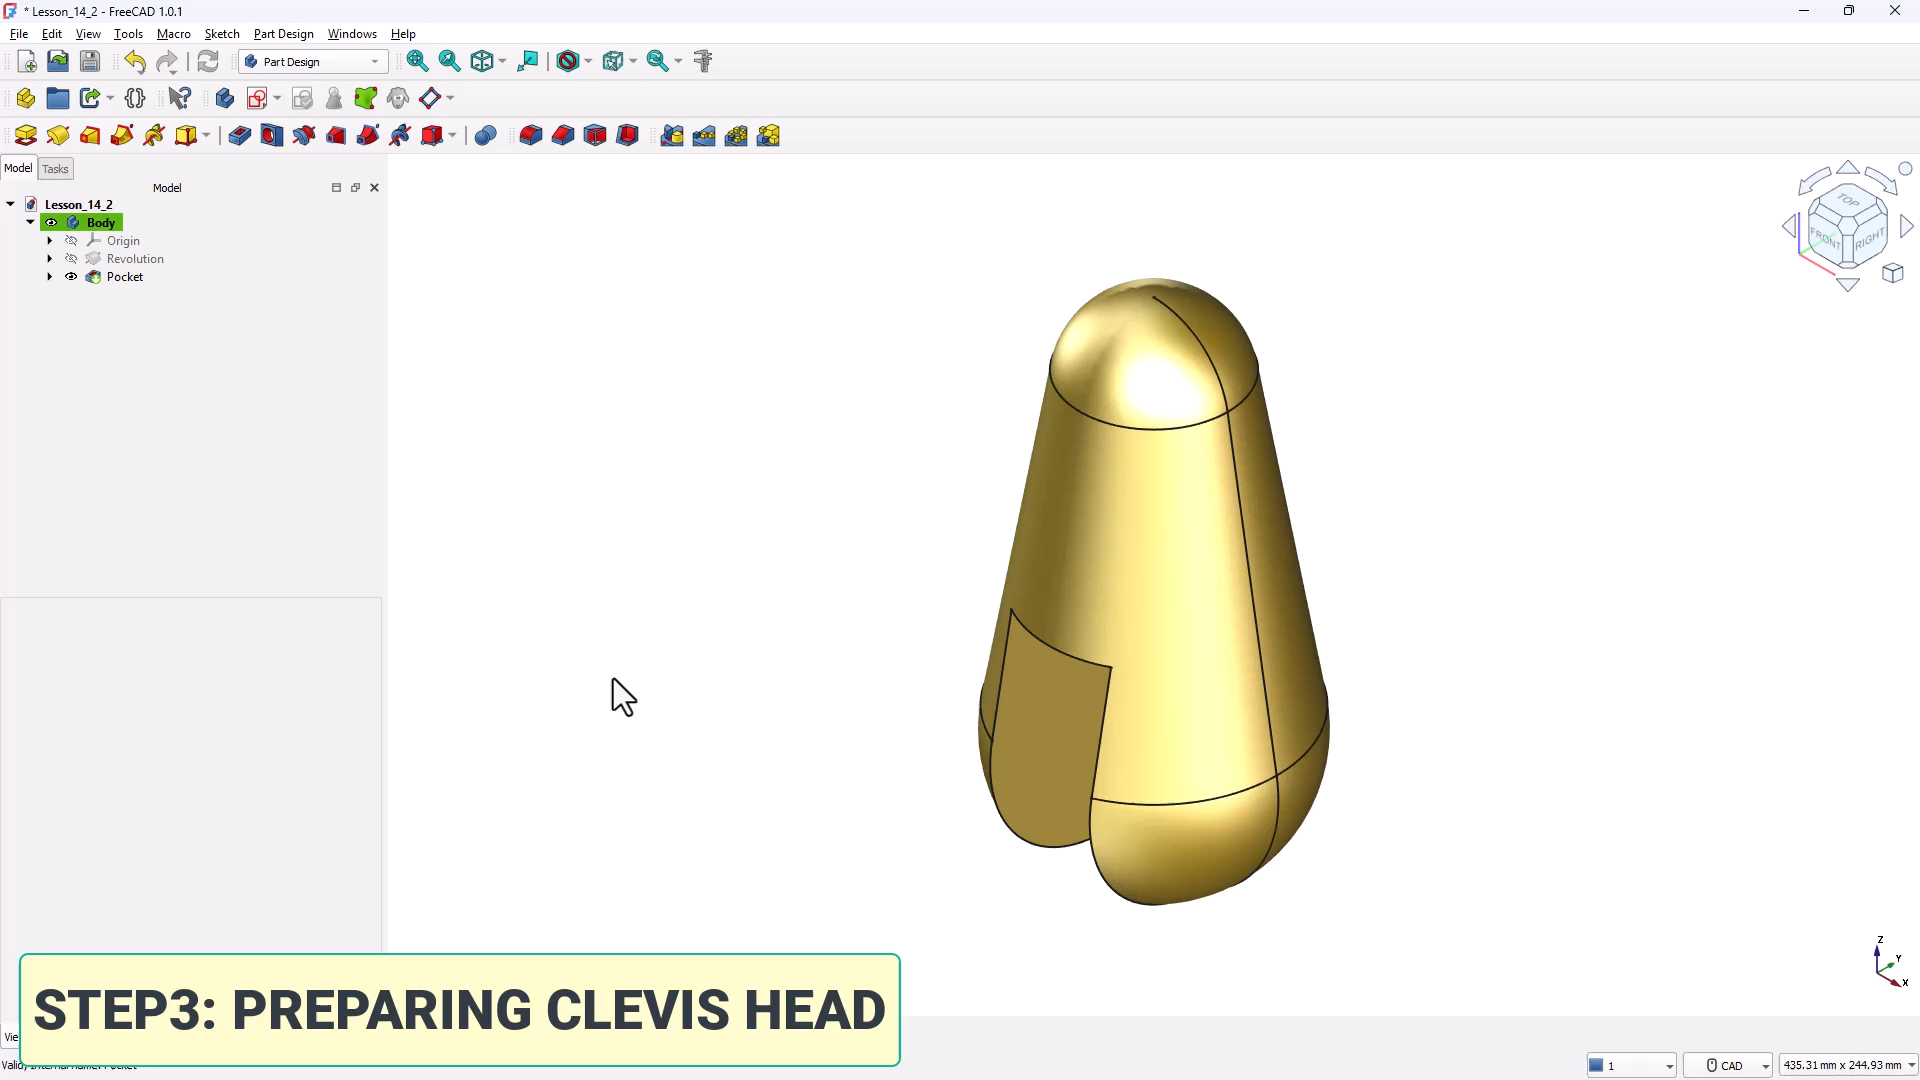 * Lesson_14_2 - FreeCAD 1.0.1
File Edit View Tools Macro Sketch Part Design Windows Help
Part Design
Model Tasks
Model
Lesson_14_2
Body
Origin
Revolution
Pocket
TOP
FRONT
RIGHT
Z
Y
X
STEP3: PREPARING CLEVIS HEAD
1
CAD
435.31 mm x 244.93 mm